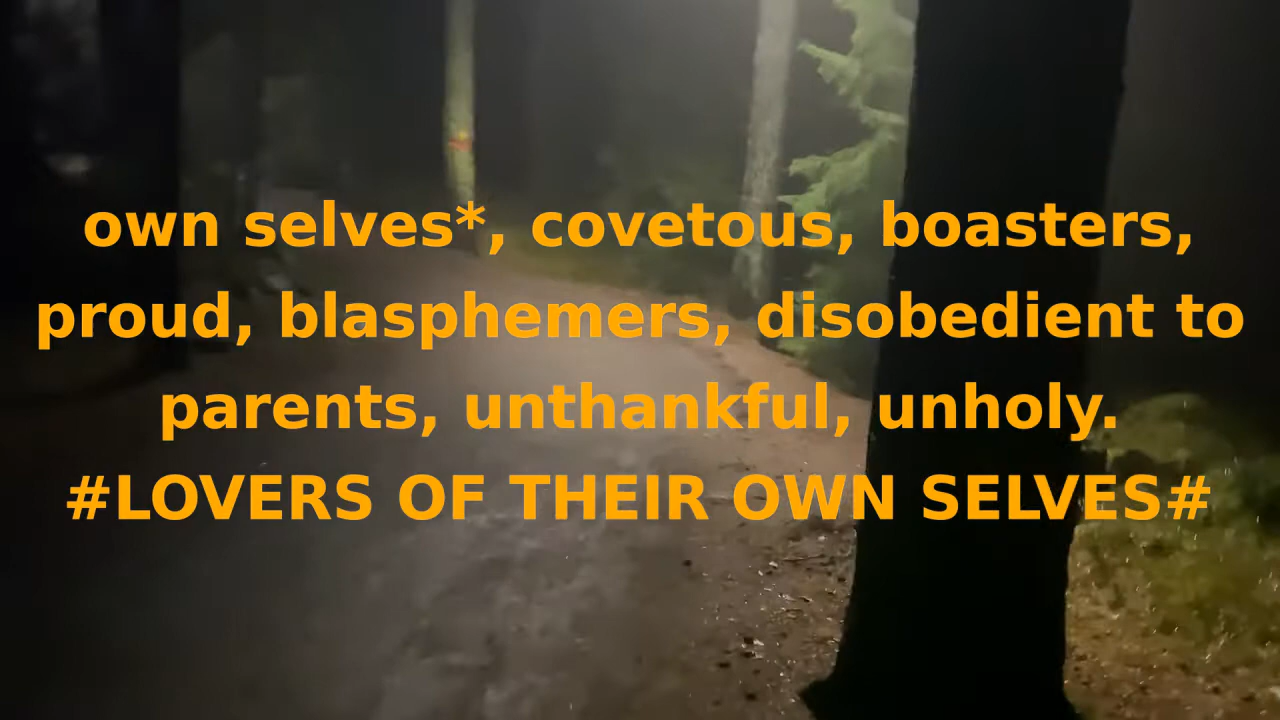 own selves*, covetous, boasters,
proud, blasphemers, disobedient to
parents, unthankful, unholy.
#LOVERS OF THEIR OWN SELVES#